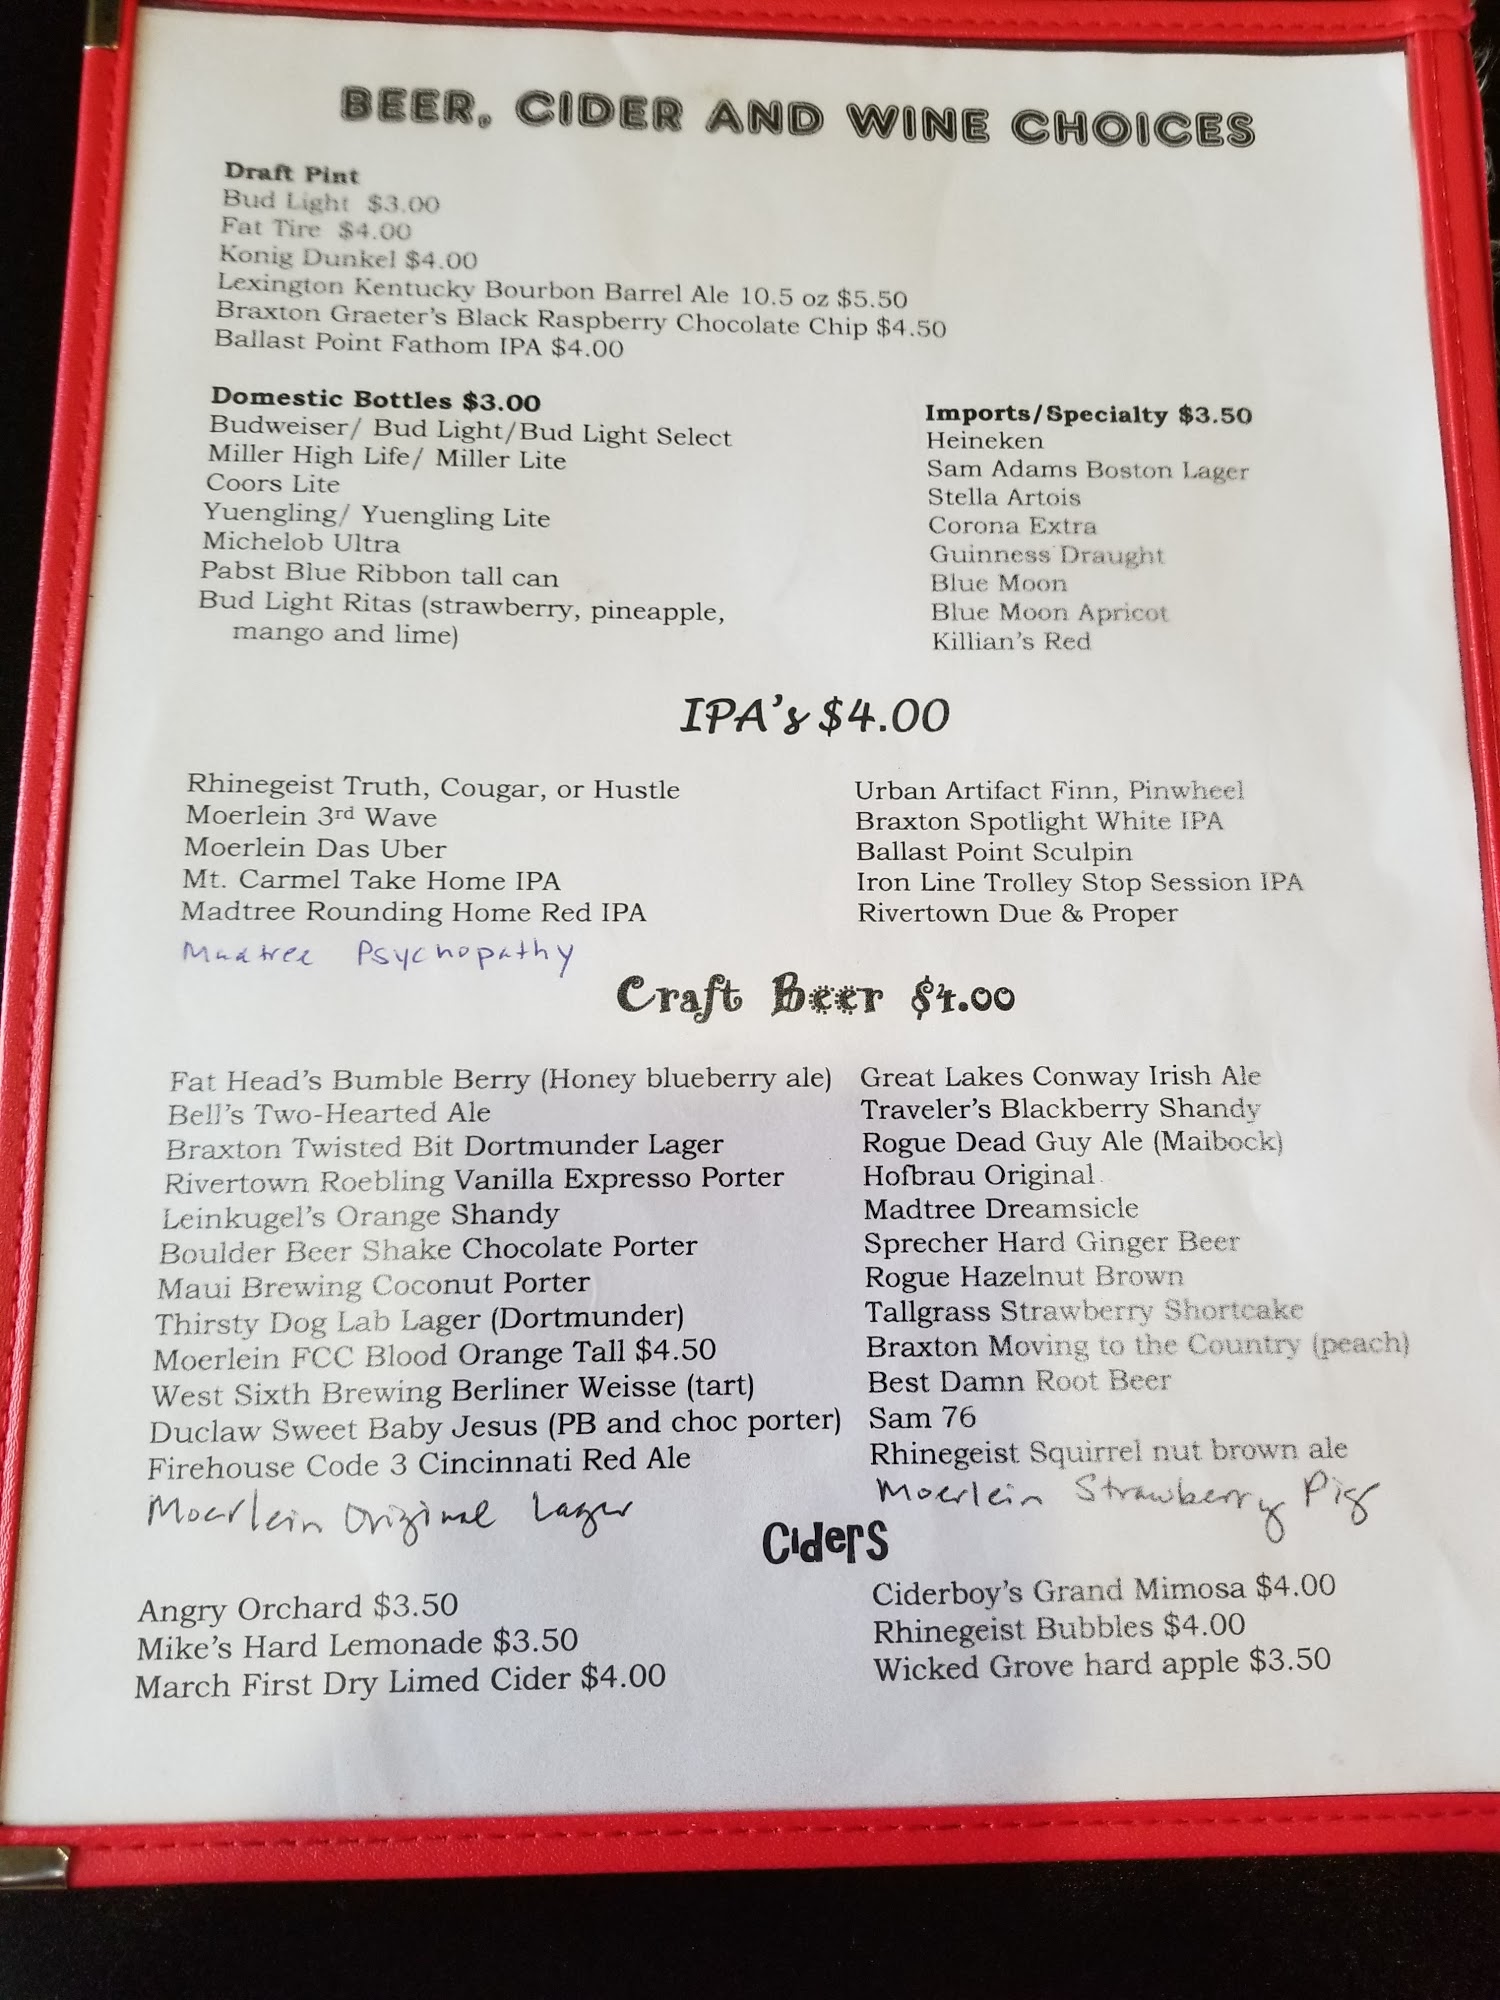 BEER, CIDER AND WINE CHOICES
Draft Pint
Bud Light $3.00
Fat Tire $4.00
Konig Dunkel $4.00
Lexington Kentucky Bourbon Barrel Ale 10.5 oz $5.50
Braxton Graeter's Black Raspberry Chocolate Chip $4.50
Ballast Point Fathom IPA $4.00
Domestic Bottles $3.00
Budweiser/ Bud Light/Bud Light Select
Miller High Life/ Miller Lite
Coors Lite
Yuengling/ Yuengling Lite
Michelob Ultra
Pabst Blue Ribbon tall can
Bud Light Ritas (strawberry, pineapple,
mango and lime)
Imports/Specialty $3.50
Heineken
Sam Adams Boston Lager
Stella Artois
Corona Extra
Guinness Draught
Blue Moon
Blue Moon Apricot
Killian's Red
IPA's $4.00
Rhinegeist Truth, Cougar, or Hustle
Moerlein 3rd Wave
Moerlein Das Uber
Mt. Carmel Take Home IPA
Madtree Rounding Home Red IPA
Madtree Psychopathy
Urban Artifact Finn, Pinwheel
Braxton Spotlight White IPA
Ballast Point Sculpin
Iron Line Trolley Stop Session IPA
Rivertown Due & Proper
Craft Beer $4.00
Fat Head's Bumble Berry (Honey blueberry ale)
Bell's Two-Hearted Ale
Braxton Twisted Bit Dortmunder Lager
Rivertown Roebling Vanilla Expresso Porter
Leinkugel's Orange Shandy
Boulder Beer Shake Chocolate Porter
Maui Brewing Coconut Porter
Thirsty Dog Lab Lager (Dortmunder)
Moerlein FCC Blood Orange Tall $4.50
West Sixth Brewing Berliner Weisse (tart)
Duclaw Sweet Baby Jesus (PB and choc porter)
Firehouse Code 3 Cincinnati Red Ale
Moerlein Original Lager
Great Lakes Conway Irish Ale
Traveler's Blackberry Shandy
Rogue Dead Guy Ale (Maibock)
Hofbrau Original
Madtree Dreamsicle
Sprecher Hard Ginger Beer
Rogue Hazelnut Brown
Tallgrass Strawberry Shortcake
Braxton Moving to the Country (peach)
Best Damn Root Beer
Sam 76
Rhinegeist Squirrel nut brown ale
Moerlein Strawberry Pig
Ciders
Angry Orchard $3.50
Mike's Hard Lemonade $3.50
March First Dry Limed Cider $4.00
Ciderboy's Grand Mimosa $4.00
Rhinegeist Bubbles $4.00
Wicked Grove hard apple $3.50